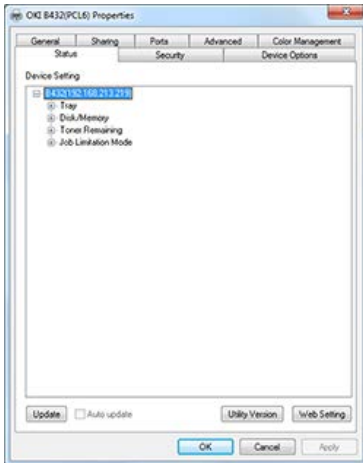 OKI B432(PCL6) Properties
General Sharing Ports Advanced Color Management
Status Security Device Options
Device Setting
B432(192.168.213.219)
Tray
Disk/Memory
Toner Remaining
Job Limitation Mode
Update Auto update Utility Version Web Setting
OK Cancel Apply